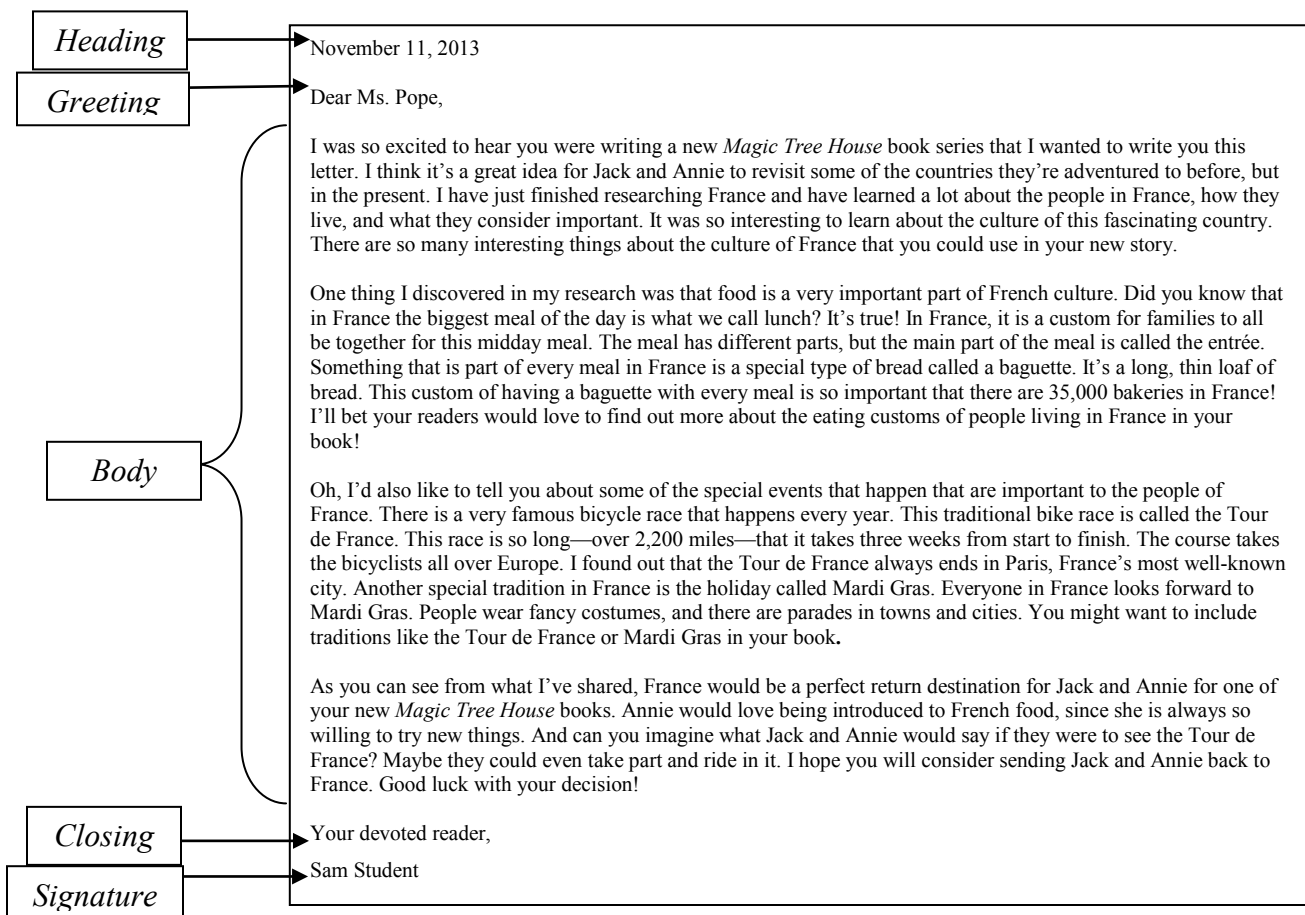 Heading
November 11, 2013
Greeting
Dear Ms. Pope,
I was so excited to hear you were writing a new Magic Tree House book series that I wanted to write you this
letter. I think it’s a great idea for Jack and Annie to revisit some of the countries they’re adventured to before, but
in the present. I have just finished researching France and have learned a lot about the people in France, how they
live, and what they consider important. It was so interesting to learn about the culture of this fascinating country.
There are so many interesting things about the culture of France that you could use in your new story.
One thing I discovered in my research was that food is a very important part of French culture. Did you know that
in France the biggest meal of the day is what we call lunch? It’s true! In France, it is a custom for families to all
be together for this midday meal. The meal has different parts, but the main part of the meal is called the entrée.
Something that is part of every meal in France is a special type of bread called a baguette. It’s a long, thin loaf of
bread. This custom of having a baguette with every meal is so important that there are 35,000 bakeries in France!
I’ll bet your readers would love to find out more about the eating customs of people living in France in your
book!
Body
Oh, I’d also like to tell you about some of the special events that happen that are important to the people of
France. There is a very famous bicycle race that happens every year. This traditional bike race is called the Tour
de France. This race is so long—over 2,200 miles—that it takes three weeks from start to finish. The course takes
the bicyclists all over Europe. I found out that the Tour de France always ends in Paris, France’s most well-known
city. Another special tradition in France is the holiday called Mardi Gras. Everyone in France looks forward to
Mardi Gras. People wear fancy costumes, and there are parades in towns and cities. You might want to include
traditions like the Tour de France or Mardi Gras in your book.
As you can see from what I’ve shared, France would be a perfect return destination for Jack and Annie for one of
your new Magic Tree House books. Annie would love being introduced to French food, since she is always so
willing to try new things. And can you imagine what Jack and Annie would say if they were to see the Tour de
France? Maybe they could even take part and ride in it. I hope you will consider sending Jack and Annie back to
France. Good luck with your decision!
Closing
Your devoted reader,
Signature
Sam Student